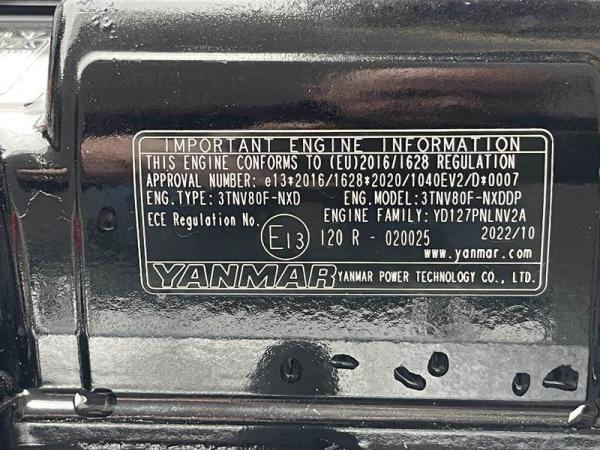 IMPORTANT ENGINE INFORMATION
THIS ENGINE CONFORMS TO (EU)2016/1628 REGULATION
APPROVAL NUMBER: e13*2016/1628*2020/1040EV2/D*0007
ENG.TYPE: 3TNV80F-NXD ENG.MODEL: 3TNV80F-NXDDP
ECE Regulation No. ENGINE FAMILY: YD127PNLNV2A
E13 120 R - 020025 2022/10
www.yanmar.com
YANMAR YANMAR POWER TECHNOLOGY CO., LTD.